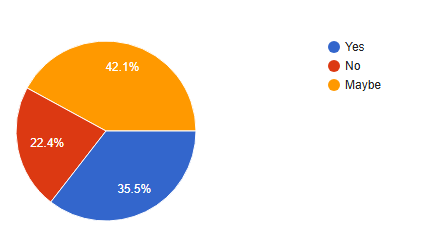 42.1%
22.4%
35.5%
Yes
No
Maybe